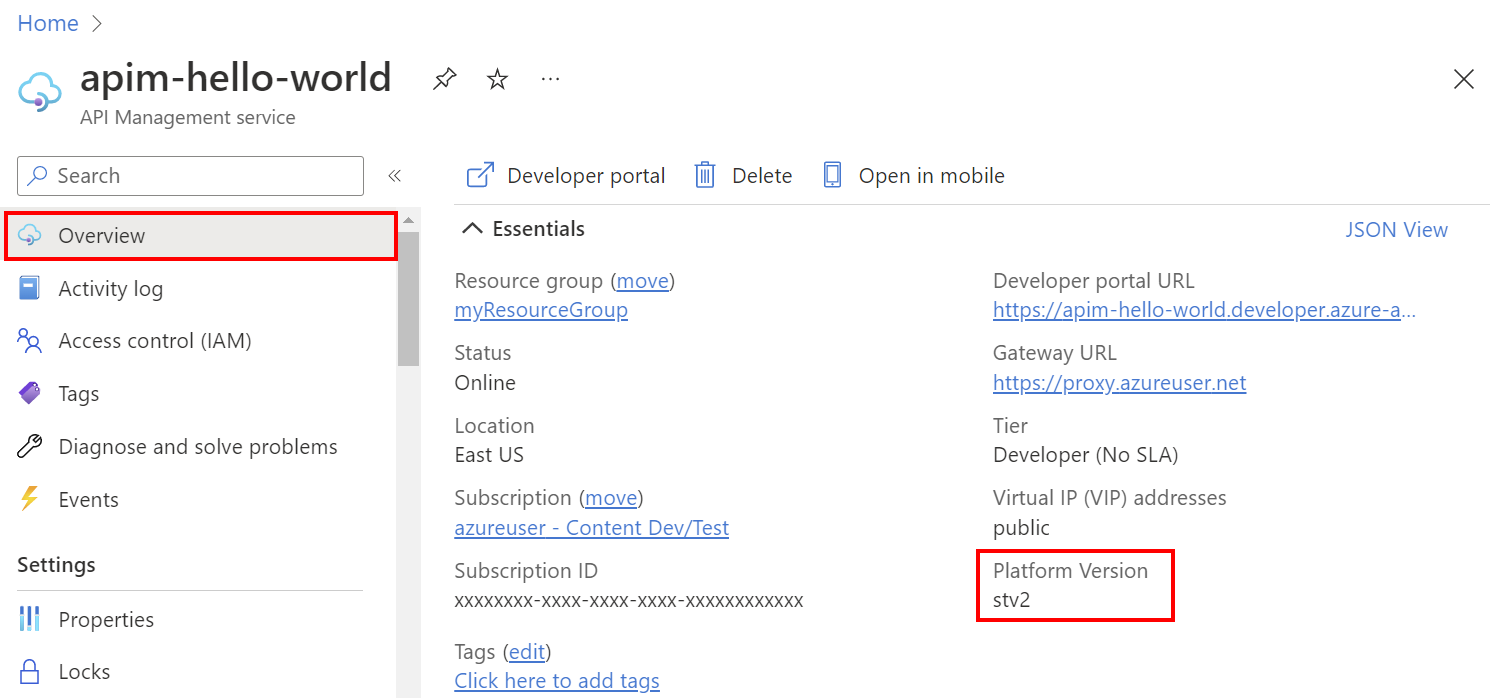 Home
apim-hello-world
API Management service
Search
Overview
Activity log
Access control (IAM)
Tags
Diagnose and solve problems
Events
Settings
Properties
Locks
Developer portal
Delete
Open in mobile
Essentials
JSON View
Resource group (move)
myResourceGroup
Status
Online
Location
East US
Subscription (move)
azureuser - Content Dev/Test
Subscription ID
xxxxxxxx-xxxx-xxxx-xxxx-xxxxxxxxxxxx
Tags (edit)
Click here to add tags
Developer portal URL
https://apim-hello-world.developer.azure-a...
Gateway URL
https://proxy.azureuser.net
Tier
Developer (No SLA)
Virtual IP (VIP) addresses
public
Platform Version
stv2